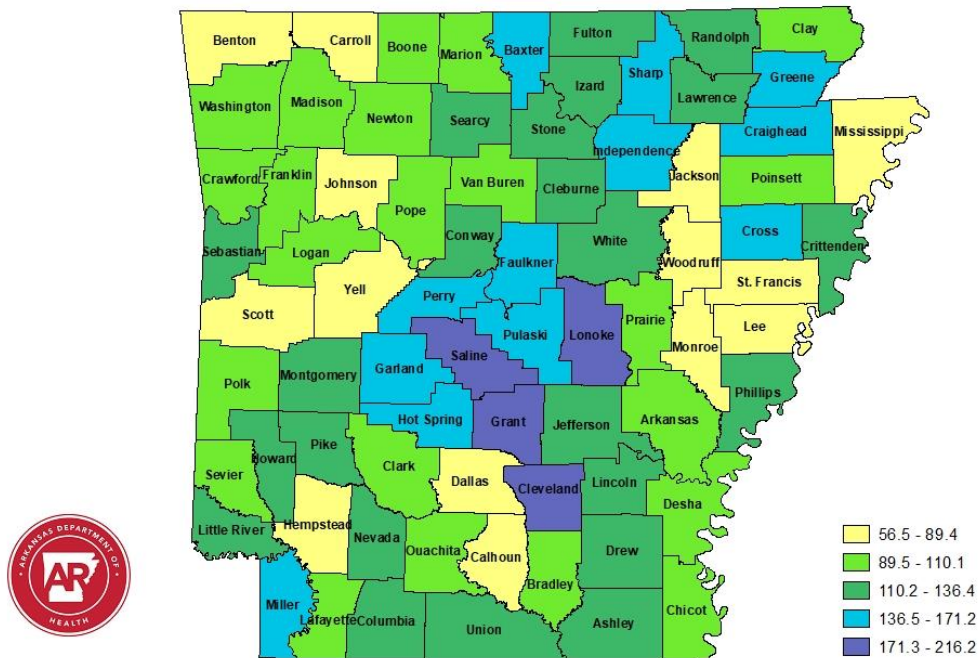 Benton
Carroll
Boone
Marion
Baxter
Fulton
Randolph
Clay
Sharp
Greene
Izard
Lawrence
Washington
Madison
Newton
Searcy
Stone
Independence
Craighead
Mississippi
Crawford
Franklin
Johnson
Van Buren
Cleburne
Jackson
Poinsett
Pope
Sebastian
Logan
Conway
White
Cross
Crittenden
Faulkner
Woodruff
St. Francis
Scott
Yell
Perry
Pulaski
Lonoke
Prairie
Lee
Saline
Monroe
Polk
Montgomery
Garland
Phillips
Hot Spring
Grant
Jefferson
Arkansas
Howard
Pike
Clark
Sevier
Dallas
Cleveland
Lincoln
Desha
Little River
Hempstead
Nevada
Ouachita
Calhoun
Drew
Bradley
Miller
Lafayette
Columbia
Union
Ashley
Chicot
ARKANSAS DEPARTMENT OF
AR
HEALTH
56.5 - 89.4
89.5 - 110.1
110.2 - 136.4
136.5 - 171.2
171.3 - 216.2